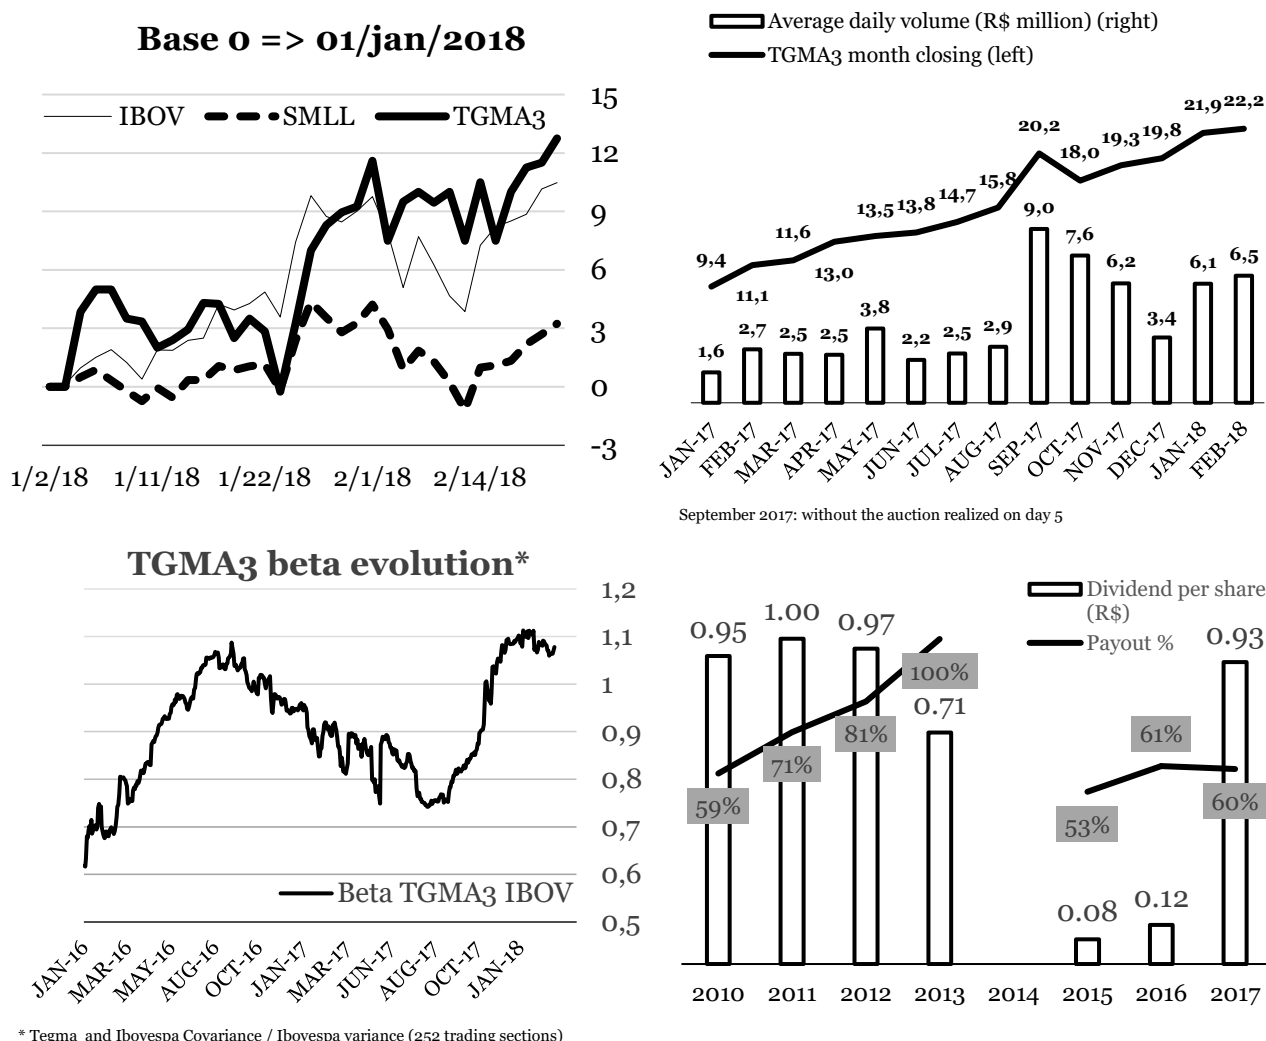 Base 0 => 01/jan/2018
IBOV SMLL TGMA3
15
12
9
6
3
0
-3
1/2/18 1/11/18 1/22/18 2/1/18 2/14/18
Average daily volume (R$ million) (right)
TGMA3 month closing (left)
9,4 11,1 11,6 13,0 13,5 13,8 14,7 15,8 20,2 18,0 19,3 19,8 21,9 22,2
1,6 2,7 2,5 2,5 3,8 2,2 2,5 2,9 9,0 7,6 6,2 3,4 6,1 6,5
JAN-17 FEB-17 MAR-17 APR-17 MAY-17 JUN-17 JUL-17 AUG-17 SEP-17 OCT-17 NOV-17 DEC-17 JAN-18 FEB-18
September 2017: without the auction realized on day 5
TGMA3 beta evolution*
1,2
1,1
1
0,9
0,8
0,7
0,6
0,5
Beta TGMA3 IBOV
JAN-16 MAR-16 MAY-16 AUG-16 OCT-16 JAN-17 MAR-17 JUN-17 AUG-17 OCT-17 JAN-18
* Tegma and Ibovespa Covariance / Ibovespa variance (252 trading sections)
Dividend per share
(R$)
Payout %
0.95 1.00 0.97 0.71 0.08 0.12 0.93
59% 71% 81% 100% 53% 61% 60%
2010 2011 2012 2013 2014 2015 2016 2017